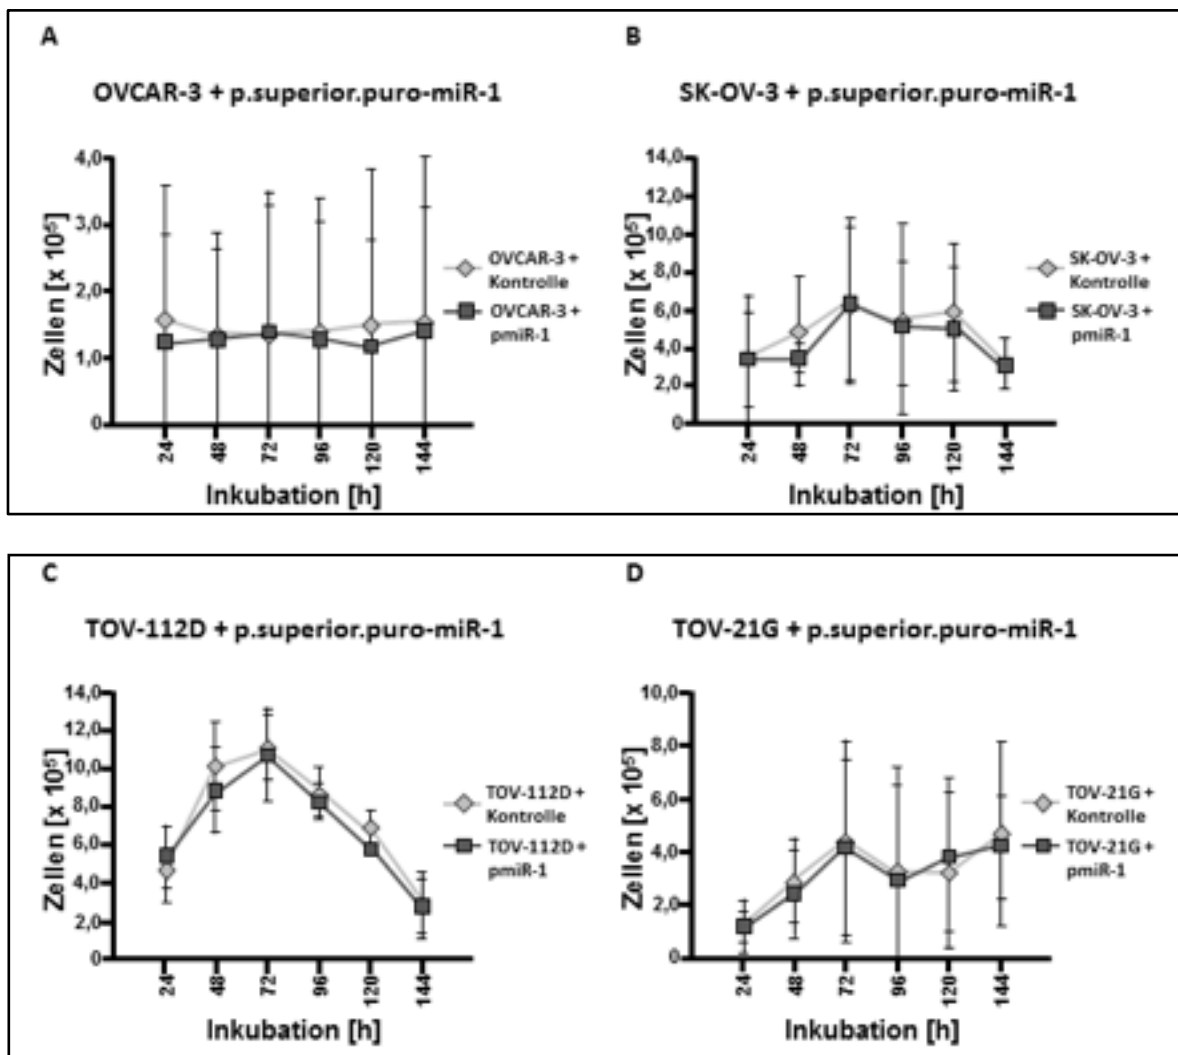 A
OVCAR-3 + p.superior.puro-miR-1
Zellen [x 10⁵]
4,0
3,0
2,0
1,0
0
24
48
72
96
120
144
Inkubation [h]
OVCAR-3 +
Kontrolle
OVCAR-3 +
pmiR-1
B
SK-OV-3 + p.superior.puro-miR-1
Zellen [x 10⁵]
14,0
12,0
10,0
8,0
6,0
4,0
2,0
0
24
48
72
96
120
144
Inkubation [h]
SK-OV-3 +
Kontrolle
SK-OV-3 +
pmiR-1
C
TOV-112D + p.superior.puro-miR-1
Zellen [x 10⁵]
14,0
12,0
10,0
8,0
6,0
4,0
2,0
0
24
48
72
96
120
144
Inkubation [h]
TOV-112D +
Kontrolle
TOV-112D +
pmiR-1
D
TOV-21G + p.superior.puro-miR-1
Zellen [x 10⁵]
10,0
8,0
6,0
4,0
2,0
0
24
48
72
96
120
144
Inkubation [h]
TOV-21G +
Kontrolle
TOV-21G +
pmiR-1